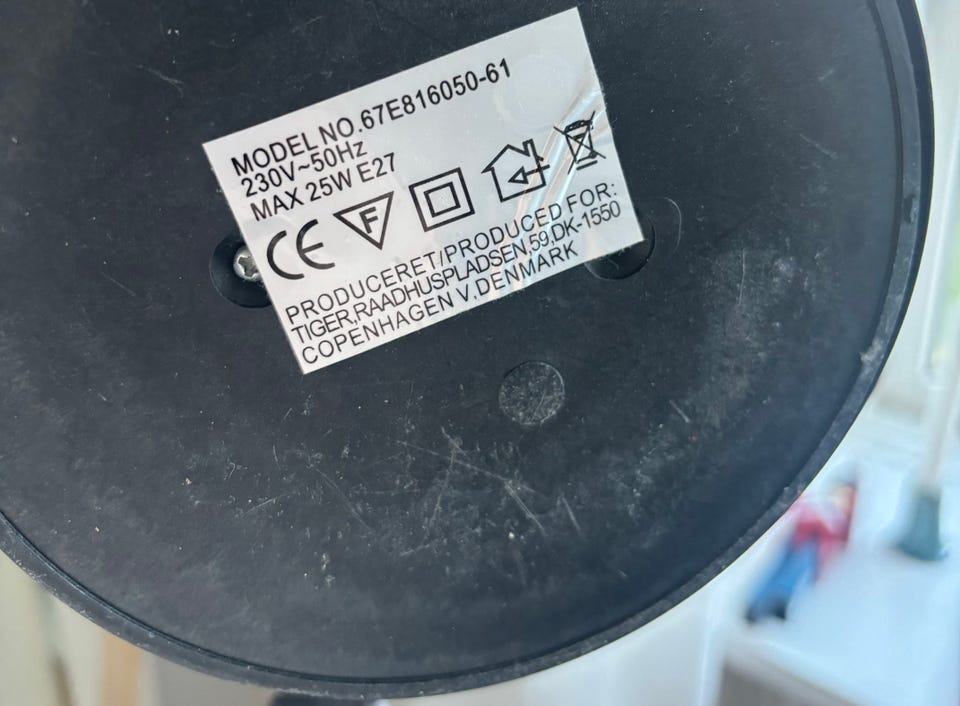 MODEL NO.67E816050-61
230V~50Hz
MAX 25W E27
CE F
PRODUCERET/PRODUCED FOR:
TIGER,RAADHUSPLADSEN,59,DK-1550
COPENHAGEN V,DENMARK